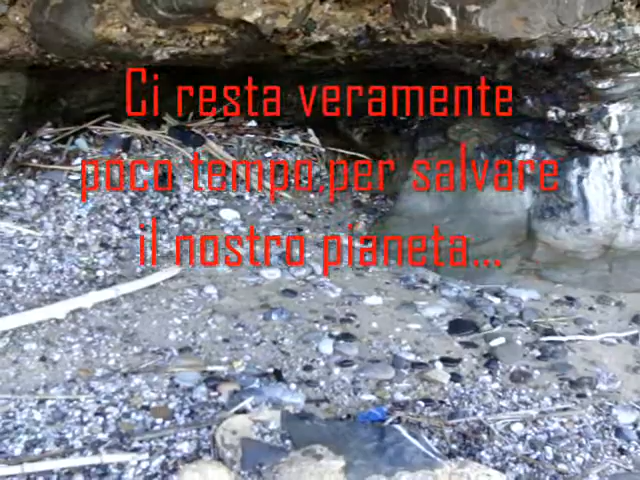 Ci resta veramente
poco tempo,per salvare
il nostro pianeta...